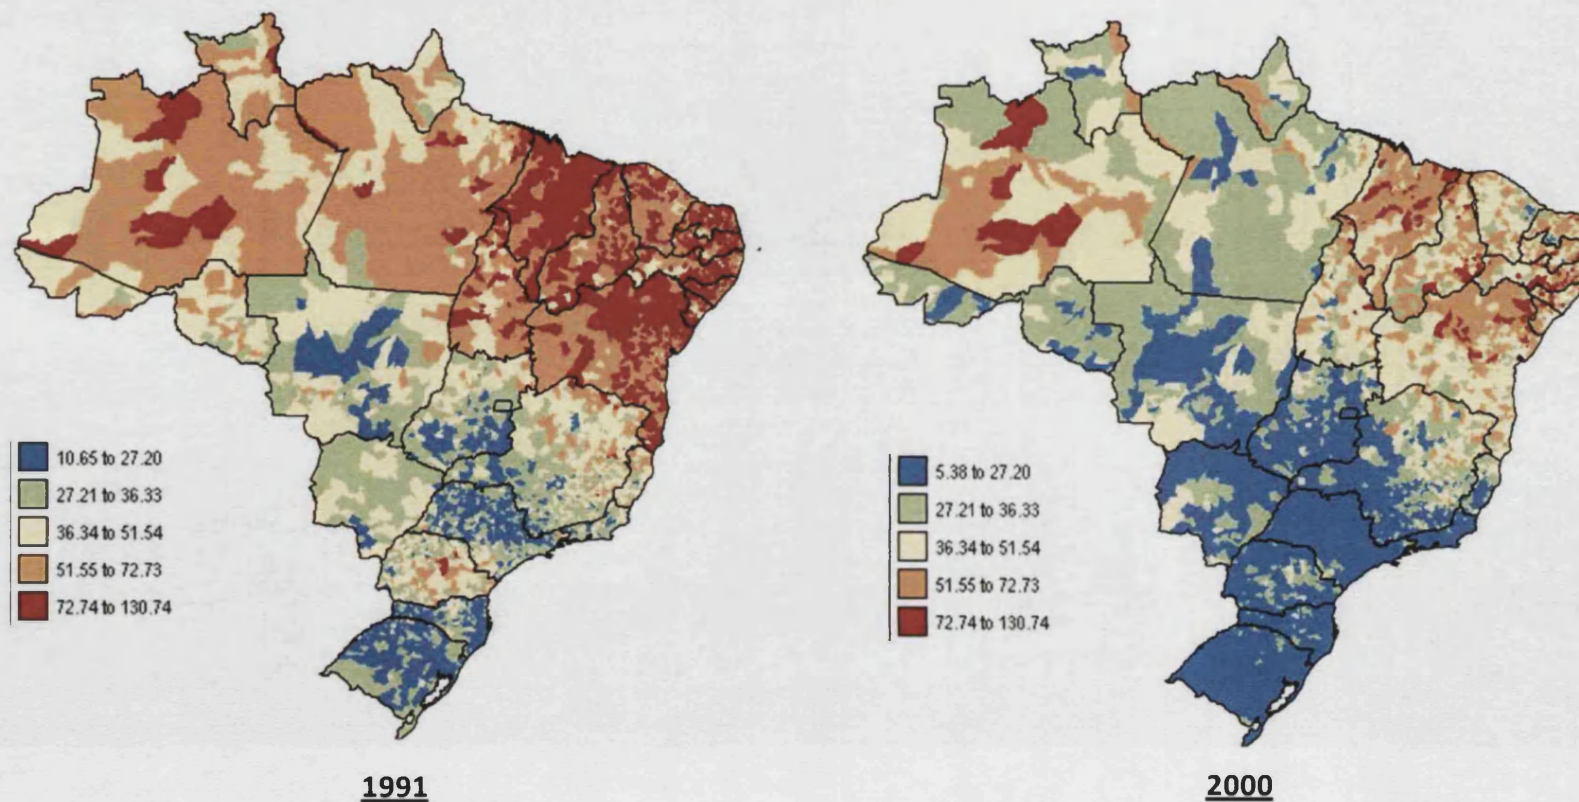 10.65 to 27.20
27.21 to 36.33
36.34 to 51.54
51.55 to 72.73
72.74 to 130.74
5.38 to 27.20
27.21 to 36.33
36.34 to 51.54
51.55 to 72.73
72.74 to 130.74
1991
2000